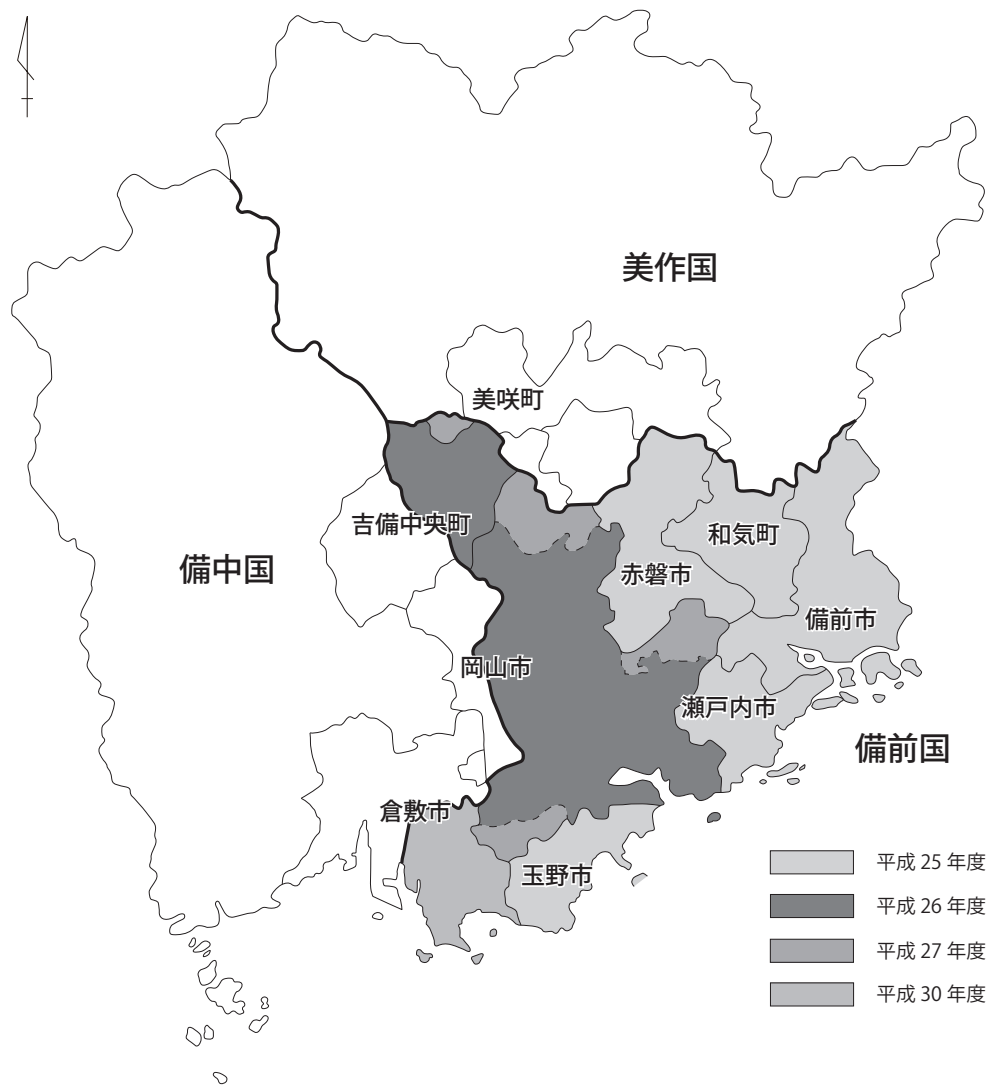 美作国
美咲町
吉備中央町
和気町
備中国
赤磐市
備前市
岡山市
瀬戸内市
備前国
倉敷市
玉野市
平成 25 年度
平成 26 年度
平成 27 年度
平成 30 年度